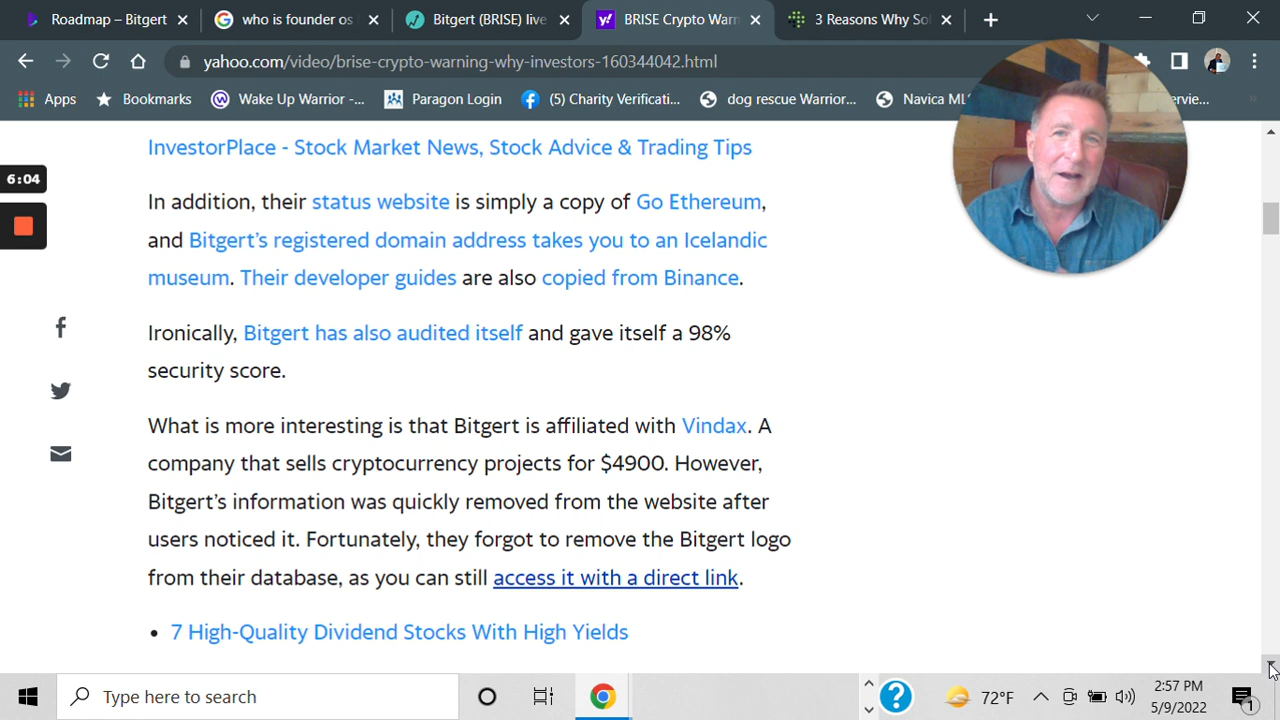 Roadmap – Bitgert
who is founder os
Bitgert (BRISE) live
BRISE Crypto Warn
3 Reasons Why Sol
yahoo.com/video/brise-crypto-warning-why-investors-160344042.html
Apps
Bookmarks
Wake Up Warrior -...
Paragon Login
(5) Charity Verificati...
dog rescue Warrior...
Navica ML
ervie...
InvestorPlace - Stock Market News, Stock Advice & Trading Tips
6:04
In addition, their status website is simply a copy of Go Ethereum,
and Bitgert's registered domain address takes you to an Icelandic
museum. Their developer guides are also copied from Binance.
Ironically, Bitgert has also audited itself and gave itself a 98%
security score.
What is more interesting is that Bitgert is affiliated with Vindax. A
company that sells cryptocurrency projects for $4900. However,
Bitgert's information was quickly removed from the website after
users noticed it. Fortunately, they forgot to remove the Bitgert logo
from their database, as you can still access it with a direct link.
• 7 High-Quality Dividend Stocks With High Yields
Type here to search
72°F
2:57 PM
5/9/2022
1